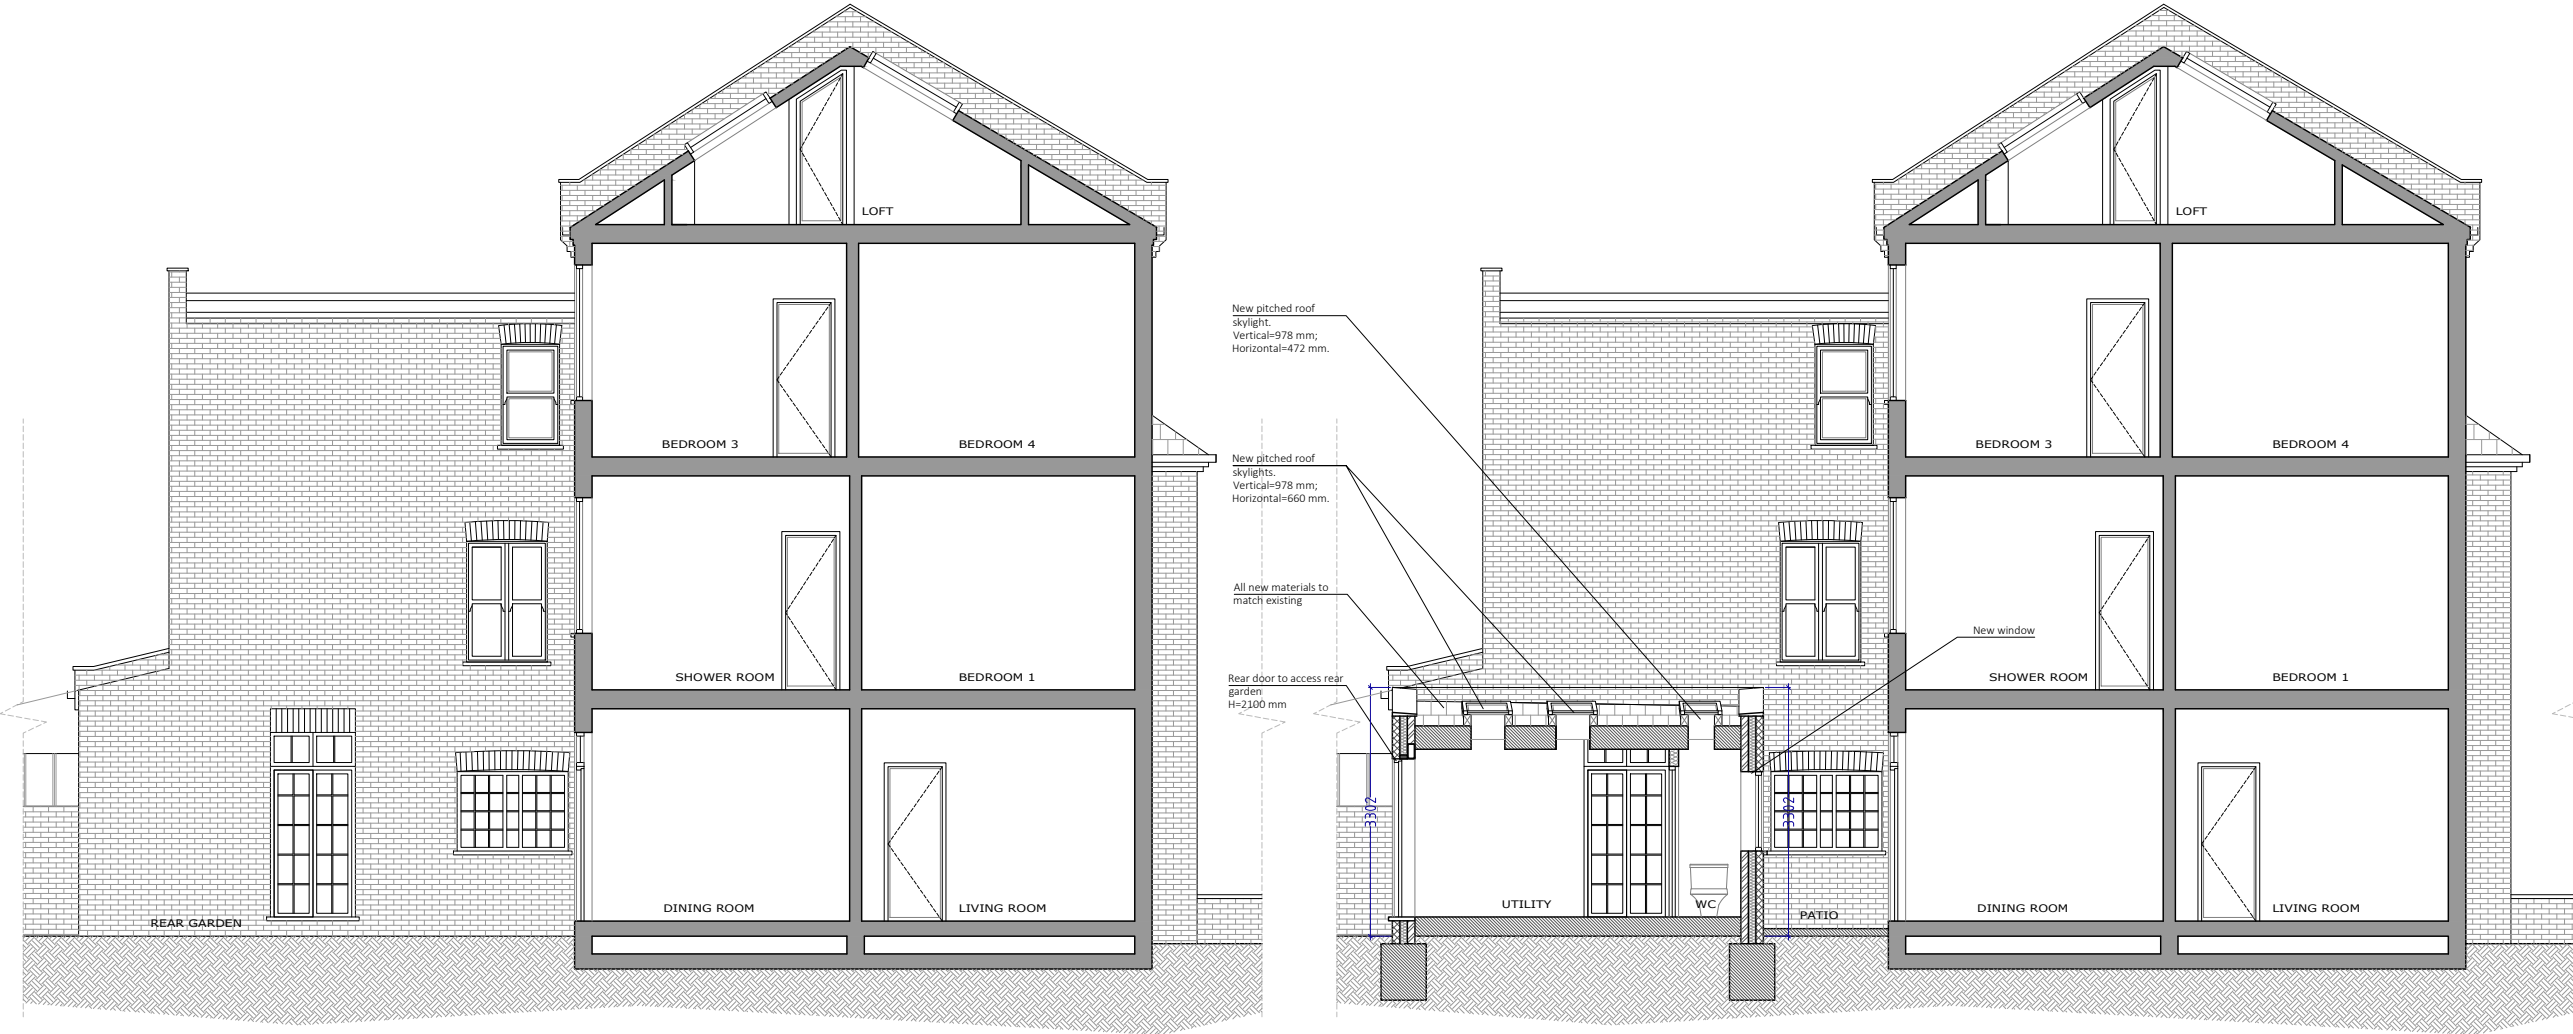 LOFT
BEDROOM 3
BEDROOM 4
SHOWER ROOM
BEDROOM 1
DINING ROOM
LIVING ROOM
REAR GARDEN
New pitched roof
skylight.
Vertical=978 mm;
Horizontal=472 mm.
New pitched roof
skylights.
Vertical=978 mm;
Horizontal=660 mm.
All new materials to
match existing
Rear door to access rear
garden
H=2100 mm
New window
3302
3302
UTILITY
WC
PATIO
LOFT
BEDROOM 3
BEDROOM 4
SHOWER ROOM
BEDROOM 1
DINING ROOM
LIVING ROOM